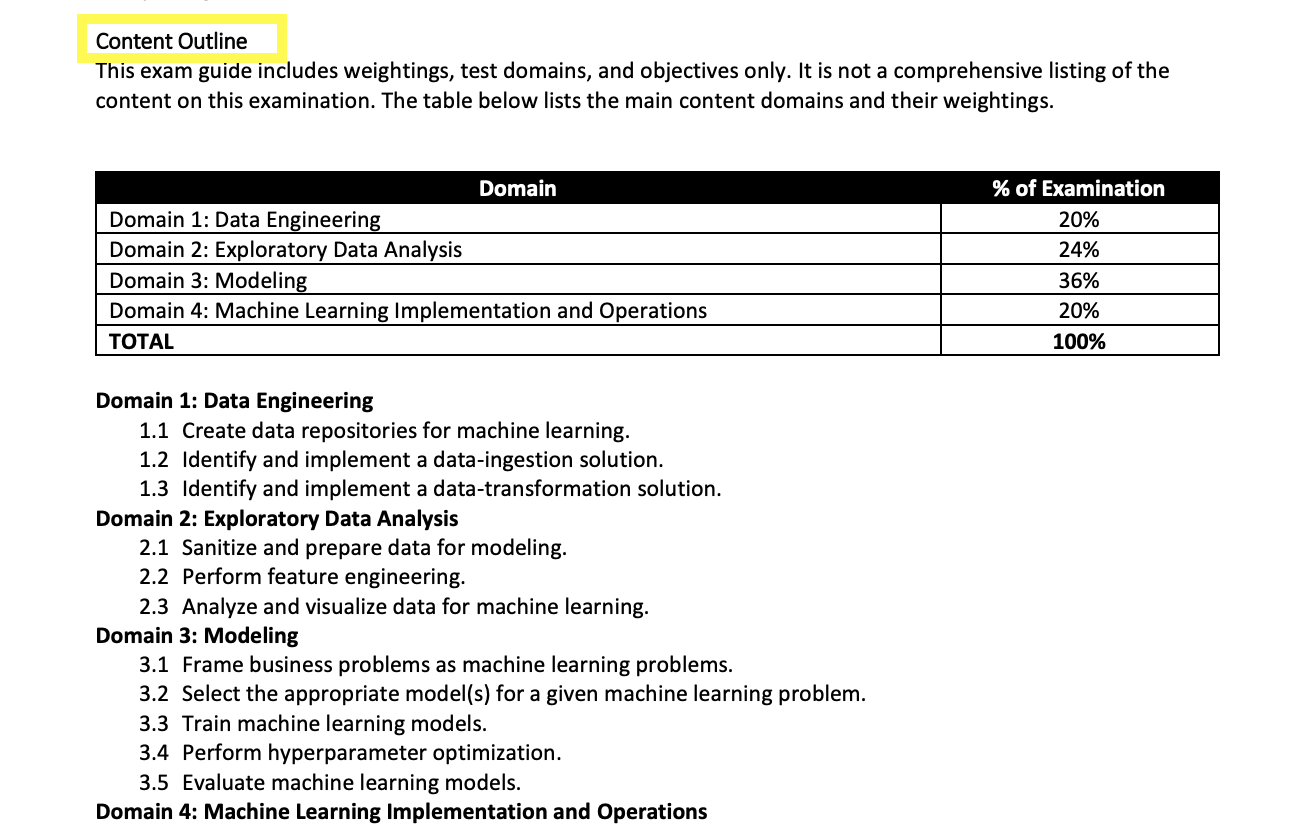 Content Outline
This exam guide includes weightings, test domains, and objectives only. It is not a comprehensive listing of the
content on this examination. The table below lists the main content domains and their weightings.
Domain % of Examination
Domain 1: Data Engineering 20%
Domain 2: Exploratory Data Analysis 24%
Domain 3: Modeling 36%
Domain 4: Machine Learning Implementation and Operations 20%
TOTAL 100%
Domain 1: Data Engineering
1.1 Create data repositories for machine learning.
1.2 Identify and implement a data-ingestion solution.
1.3 Identify and implement a data-transformation solution.
Domain 2: Exploratory Data Analysis
2.1 Sanitize and prepare data for modeling.
2.2 Perform feature engineering.
2.3 Analyze and visualize data for machine learning.
Domain 3: Modeling
3.1 Frame business problems as machine learning problems.
3.2 Select the appropriate model(s) for a given machine learning problem.
3.3 Train machine learning models.
3.4 Perform hyperparameter optimization.
3.5 Evaluate machine learning models.
Domain 4: Machine Learning Implementation and Operations